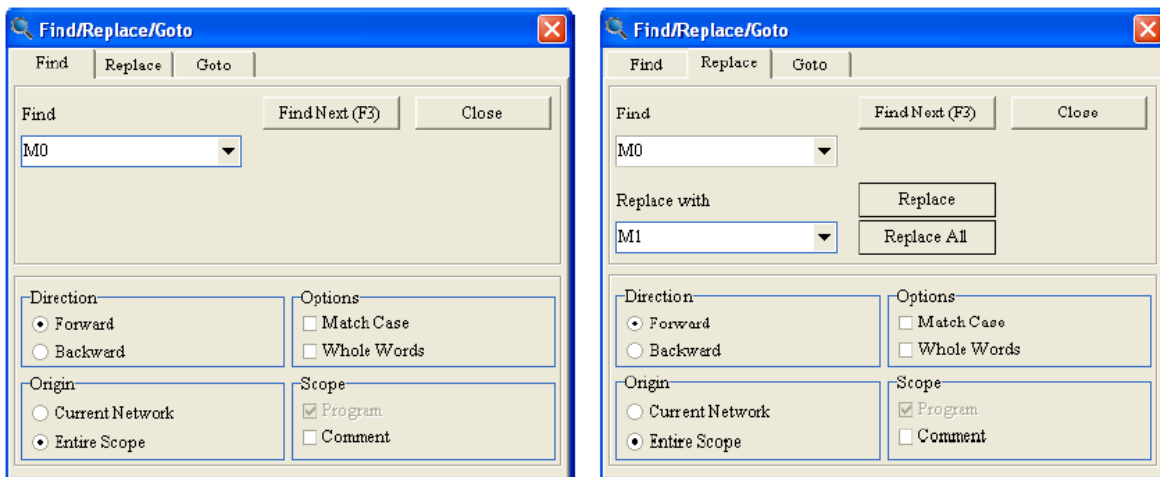 Find/Replace/Goto
Find Replace Goto
Find
Find Next (F3)
Close
M0
Direction
Forward
Backward
Options
Match Case
Whole Words
Origin
Current Network
Entire Scope
Scope
Program
Comment
Find/Replace/Goto
Find Replace Goto
Find
Find Next (F3)
Close
M0
Replace with
Replace
M1
Replace All
Direction
Forward
Backward
Options
Match Case
Whole Words
Origin
Current Network
Entire Scope
Scope
Program
Comment